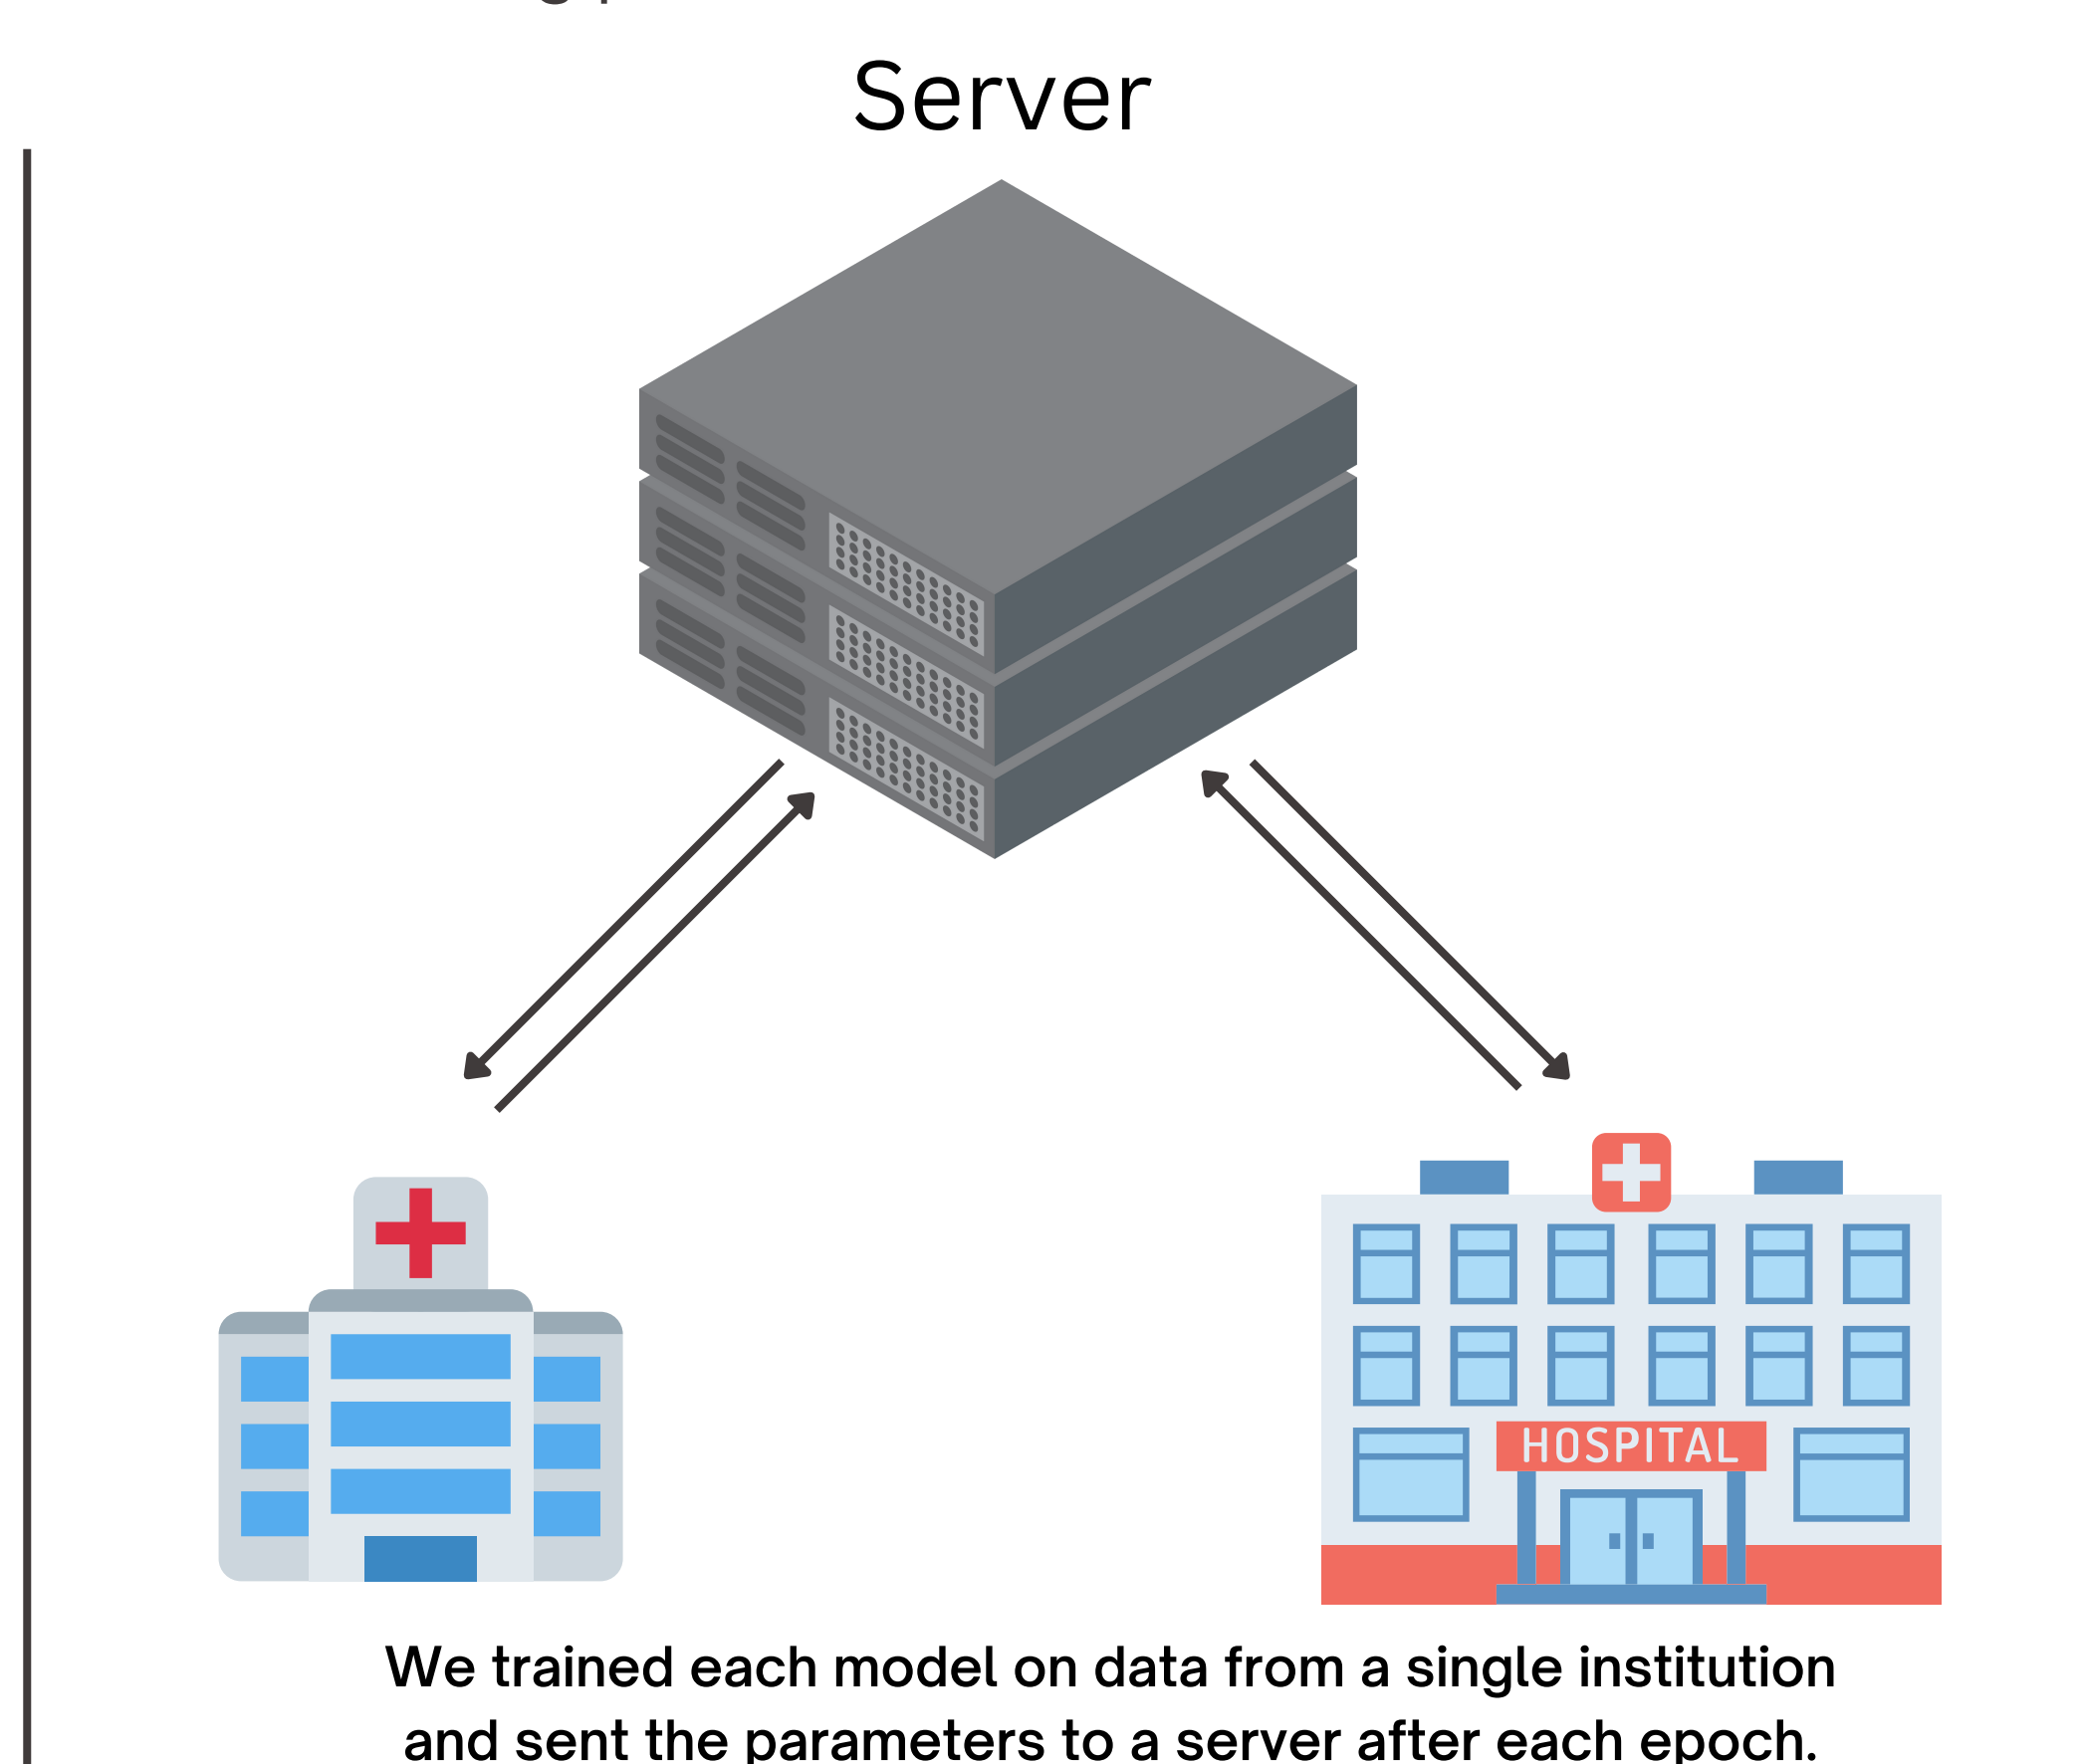 Server
HOSPITAL
We trained each model on data from a single institution
and sent the parameters to a server after each epoch.